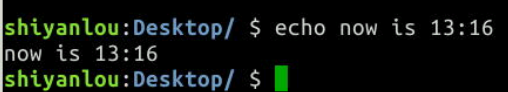 shiyanlou:Desktop/ $ echo now is 13:16
now is 13:16
shiyanlou:Desktop/ $